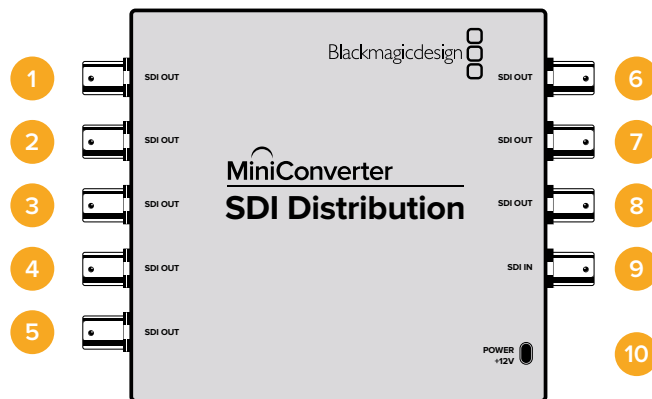 Blackmagicdesign
1 SDI OUT SDI OUT 6
2 SDI OUT SDI OUT 7
MiniConverter
3 SDI OUT SDI Distribution SDI OUT 8
4 SDI OUT SDI IN 9
5 SDI OUT
POWER
+12V
10